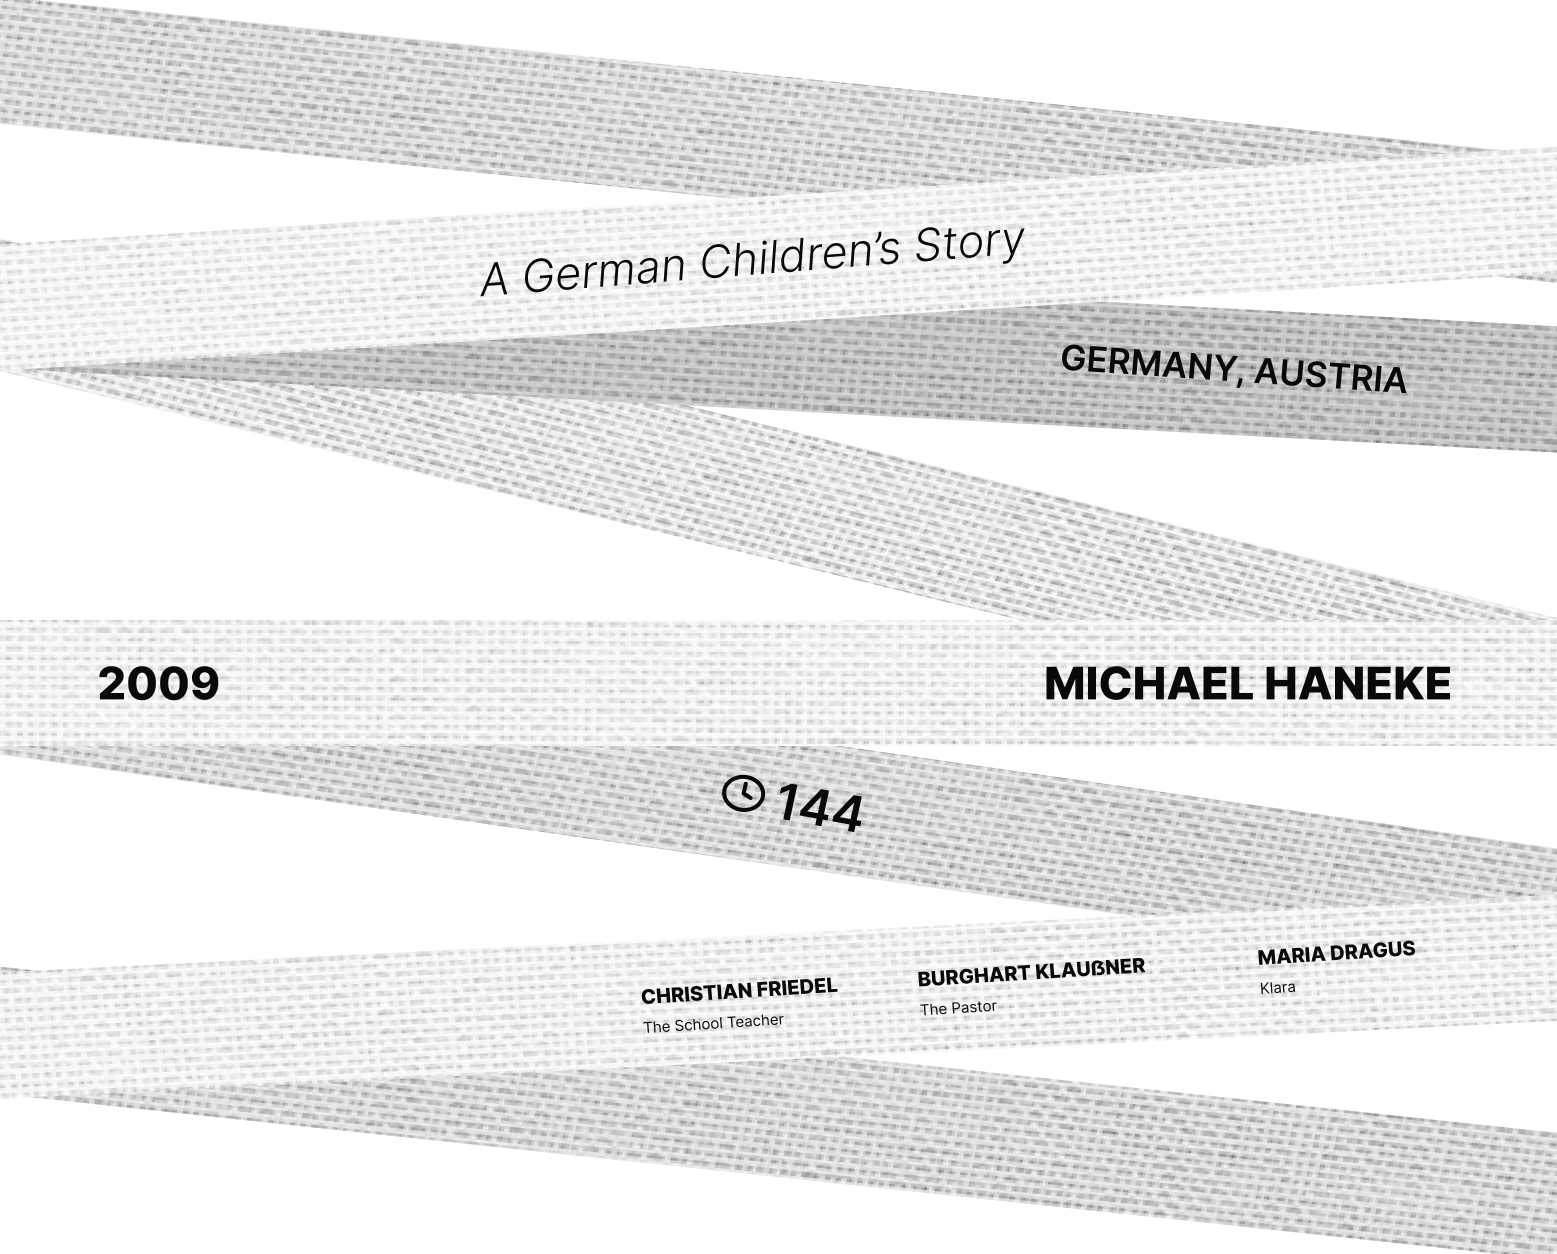 A German Children’s Story
GERMANY, AUSTRIA
2009
MICHAEL HANEKE
144
CHRISTIAN FRIEDEL
The School Teacher
BURGHART KLAUßNER
The Pastor
MARIA DRAGUS
Klara